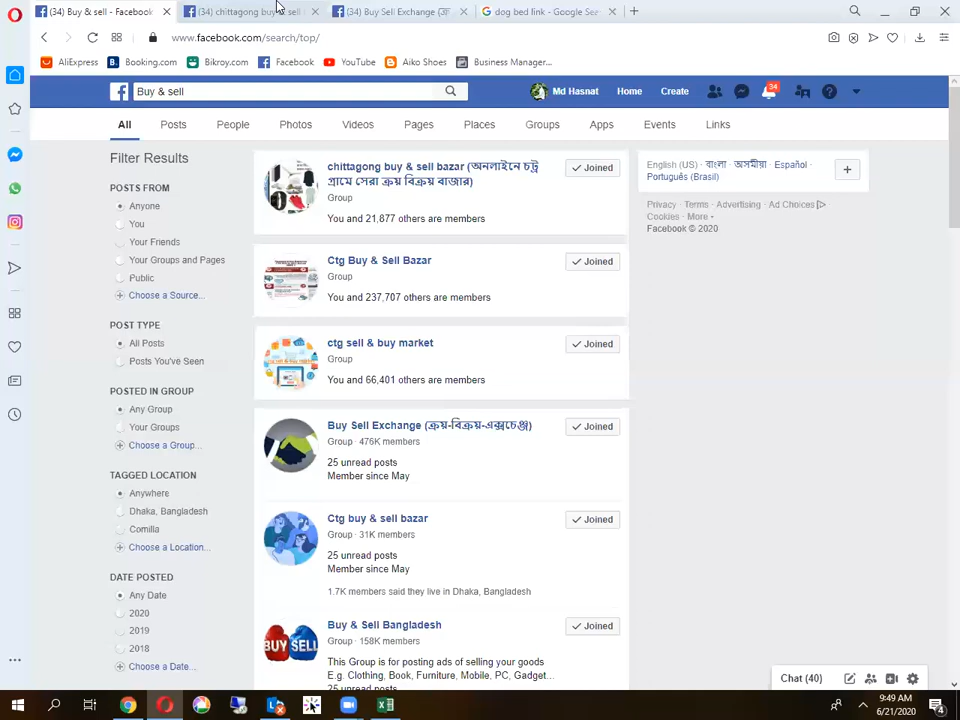 (34) Buy & sell - Facebook
(34) chittagong buy & sell
(34) Buy Sell Exchange (ক্র
dog bed link - Google Sea
www.facebook.com/search/top/
AliExpress
Booking.com
Bikroy.com
Facebook
YouTube
Aiko Shoes
Business Manager...
Buy & sell
Md Hasnat
Home
Create
34
All
Posts
People
Photos
Videos
Pages
Places
Groups
Apps
Events
Links
Filter Results
POSTS FROM
Anyone
You
Your Friends
Your Groups and Pages
Public
Choose a Source...
POST TYPE
All Posts
Posts You've Seen
POSTED IN GROUP
Any Group
Your Groups
Choose a Group...
TAGGED LOCATION
Anywhere
Dhaka, Bangladesh
Comilla
Choose a Location...
DATE POSTED
Any Date
2020
2019
2018
Choose a Date...
chittagong buy & sell bazar (অনলাইনে চট্ট
গ্রামে সেরা ক্রয় বিক্রয় বাজার)
Group
You and 21,877 others are members
Joined
Ctg Buy & Sell Bazar
Group
You and 237,707 others are members
Joined
ctg sell & buy market
Group
You and 66,401 others are members
Joined
Buy Sell Exchange (ক্রয়-বিক্রয়-এক্সচেঞ্জ)
Group · 476K members
25 unread posts
Member since May
Joined
Ctg buy & sell bazar
Group · 31K members
25 unread posts
Member since May
1.7K members said they live in Dhaka, Bangladesh
Joined
BUY SELL
Buy & Sell Bangladesh
Group · 158K members
This Group is for posting ads of selling your goods
E.g. Clothing, Book, Furniture, Mobile, PC, Gadget...
25 unread posts
Joined
English (US) · বাংলা · অসমীয়া · Español ·
Português (Brasil)
Privacy · Terms · Advertising · Ad Choices
Cookies · More
Facebook © 2020
Chat (40)
9:49 AM
6/21/2020
4